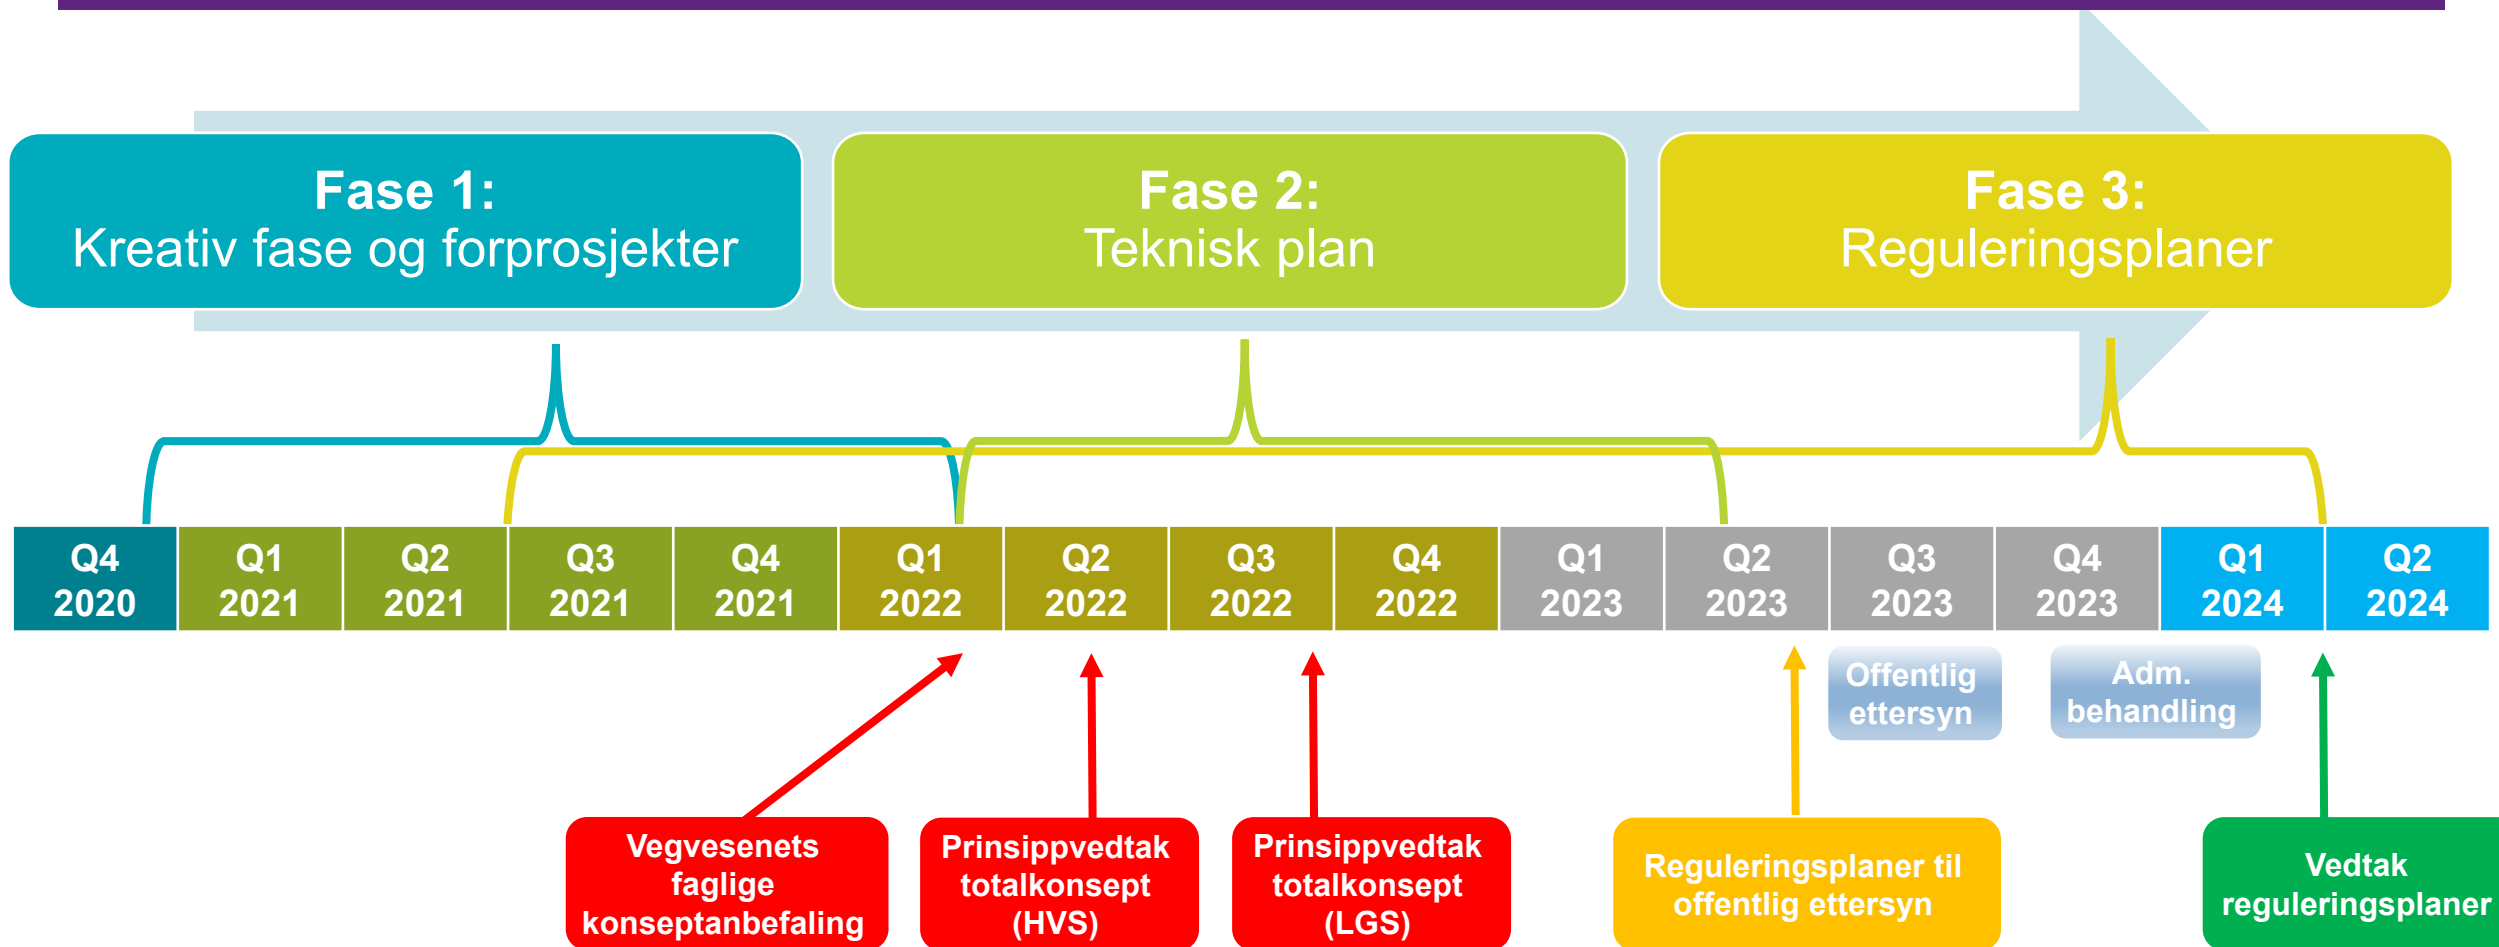 Fase 1:
Kreativ fase og forprosjekter
Fase 2:
Teknisk plan
Fase 3:
Reguleringsplaner
Q4
2020
Q1
2021
Q2
2021
Q3
2021
Q4
2021
Q1
2022
Q2
2022
Q3
2022
Q4
2022
Q1
2023
Q2
2023
Q3
2023
Q4
2023
Q1
2024
Q2
2024
Offentlig
ettersyn
Adm.
behandling
Vegvesenets
faglige
konseptanbefaling
Prinsippvedtak
totalkonsept
(HVS)
Prinsippvedtak
totalkonsept
(LGS)
Reguleringsplaner til
offentlig ettersyn
Vedtak
reguleringsplaner